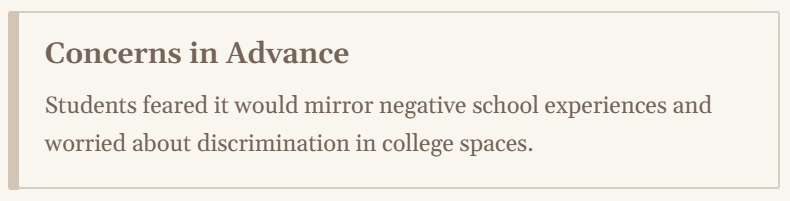 Concerns in Advance
Students feared it would mirror negative school experiences and
worried about discrimination in college spaces.